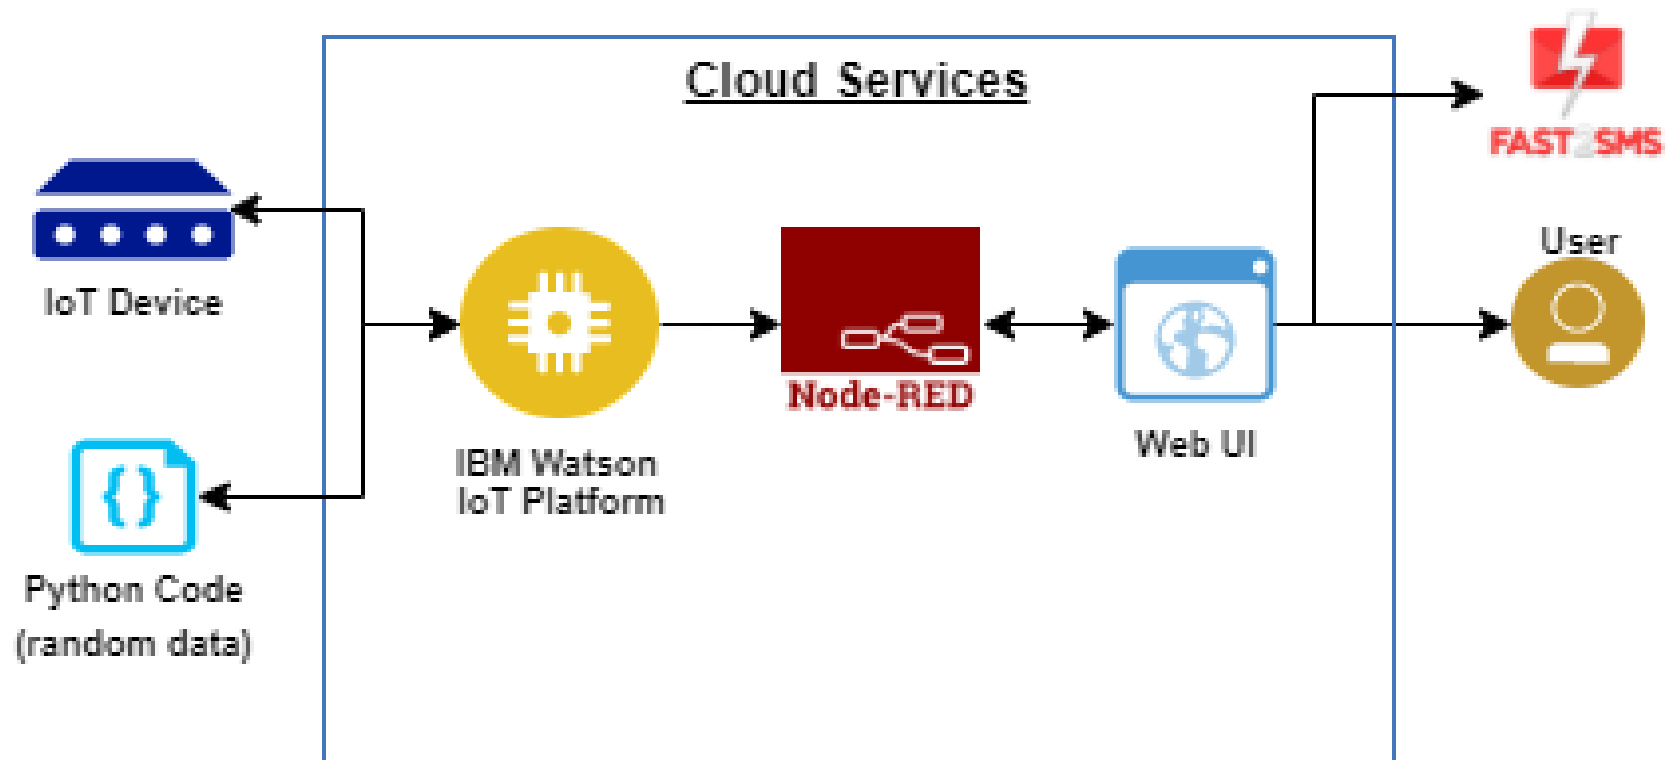 Cloud Services
FAST2SMS
User
IoT Device
Node-RED
Web UI
IBM Watson
IoT Platform
Python Code
(random data)